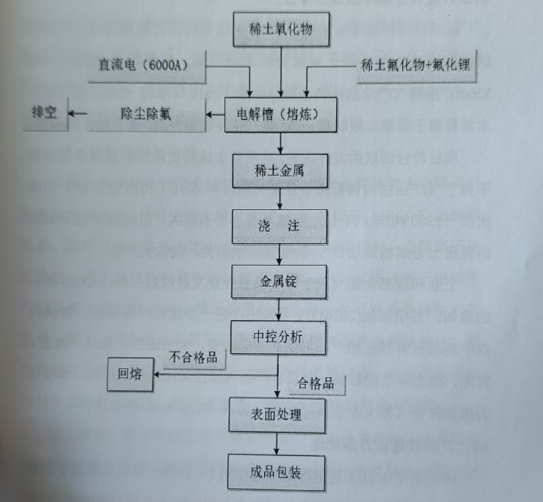 稀土氧化物
直流电（6000A）
稀土氟化物+氟化锂
排空
除尘除氟
电解槽（熔炼）
稀土金属
浇 注
金属锭
中控分析
不合格品
回熔
合格品
表面处理
成品包装